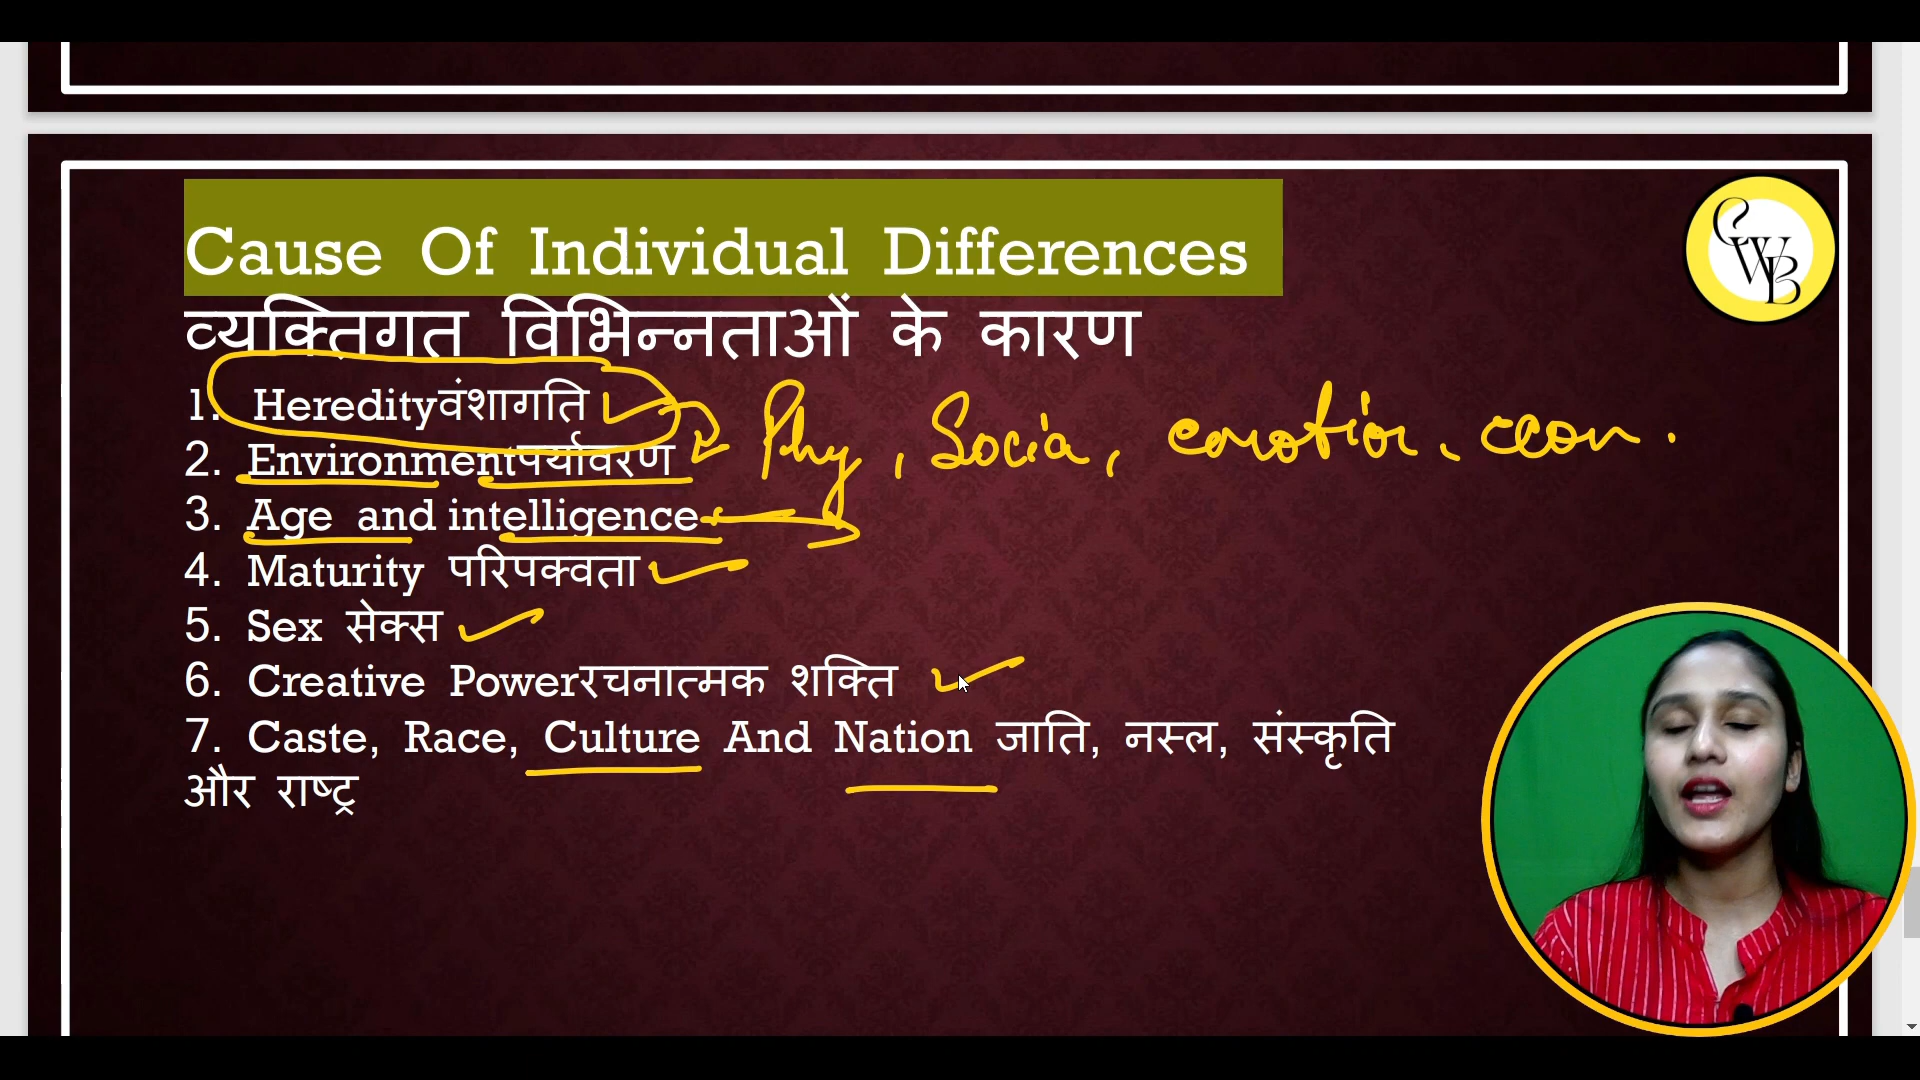 Cause Of Individual Differences
व्यक्तिगत विभिन्नताओं के कारण
1. Heredityवंशागति
2. Environmentपर्यावरण
Phy, Socia,
3. Age and intelligence
4. Maturity परिपक्वता
5. Sex सेक्स
6. Creative Powerरचनात्मक शक्ति
7. Caste, Race, Culture And Nation जाति, नस्ल, संस्कृति
और राष्ट्र
CWB